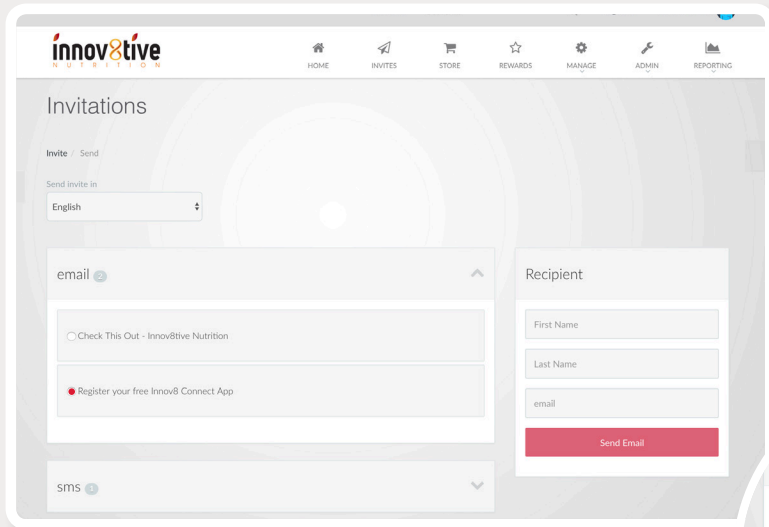 innov8tive
NUTRITION
HOME
INVITES
STORE
REWARDS
MANAGE
ADMIN
REPORTING
Invitations
Invite / Send
Send invite in
English
email 2
Check This Out - Innov8tive Nutrition
Register your free Innov8 Connect App
sms 1
Recipient
First Name
Last Name
email
Send Email